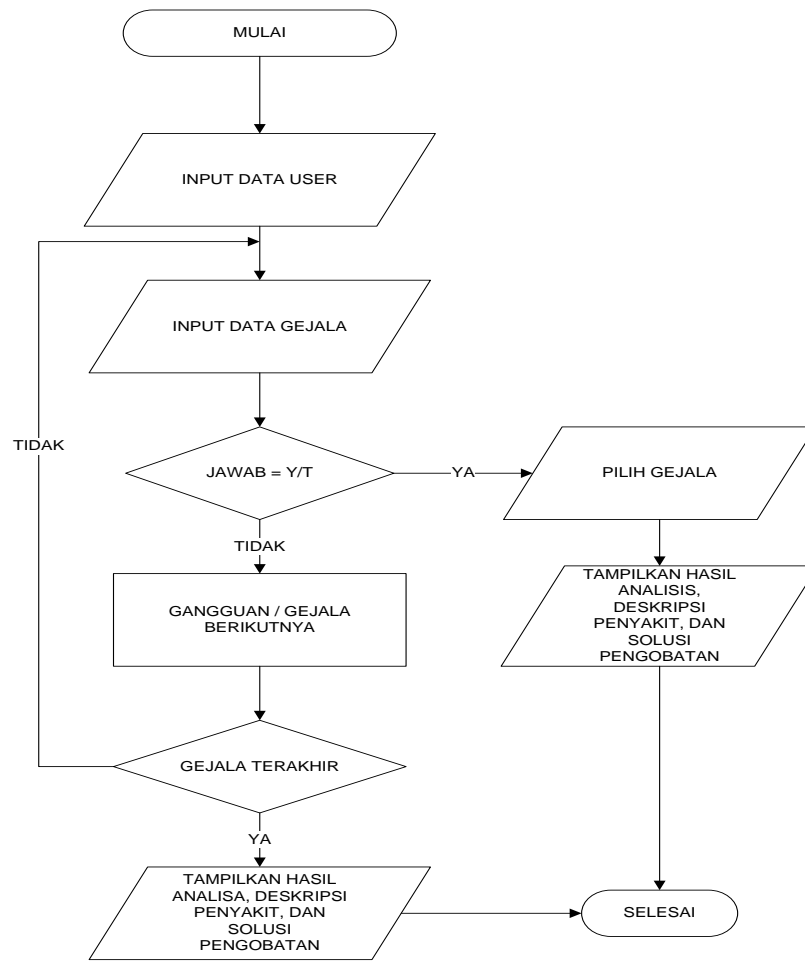 MULAI
INPUT DATA USER
INPUT DATA GEJALA
TIDAK
JAWAB = Y/T
YA
PILIH GEJALA
TIDAK
GANGGUAN / GEJALA
BERIKUTNYA
TAMPILKAN HASIL
ANALISIS,
DESKRIPSI
PENYAKIT, DAN
SOLUSI
PENGOBATAN
GEJALA TERAKHIR
YA
TAMPILKAN HASIL
ANALISA, DESKRIPSI
PENYAKIT, DAN
SOLUSI
PENGOBATAN
SELESAI